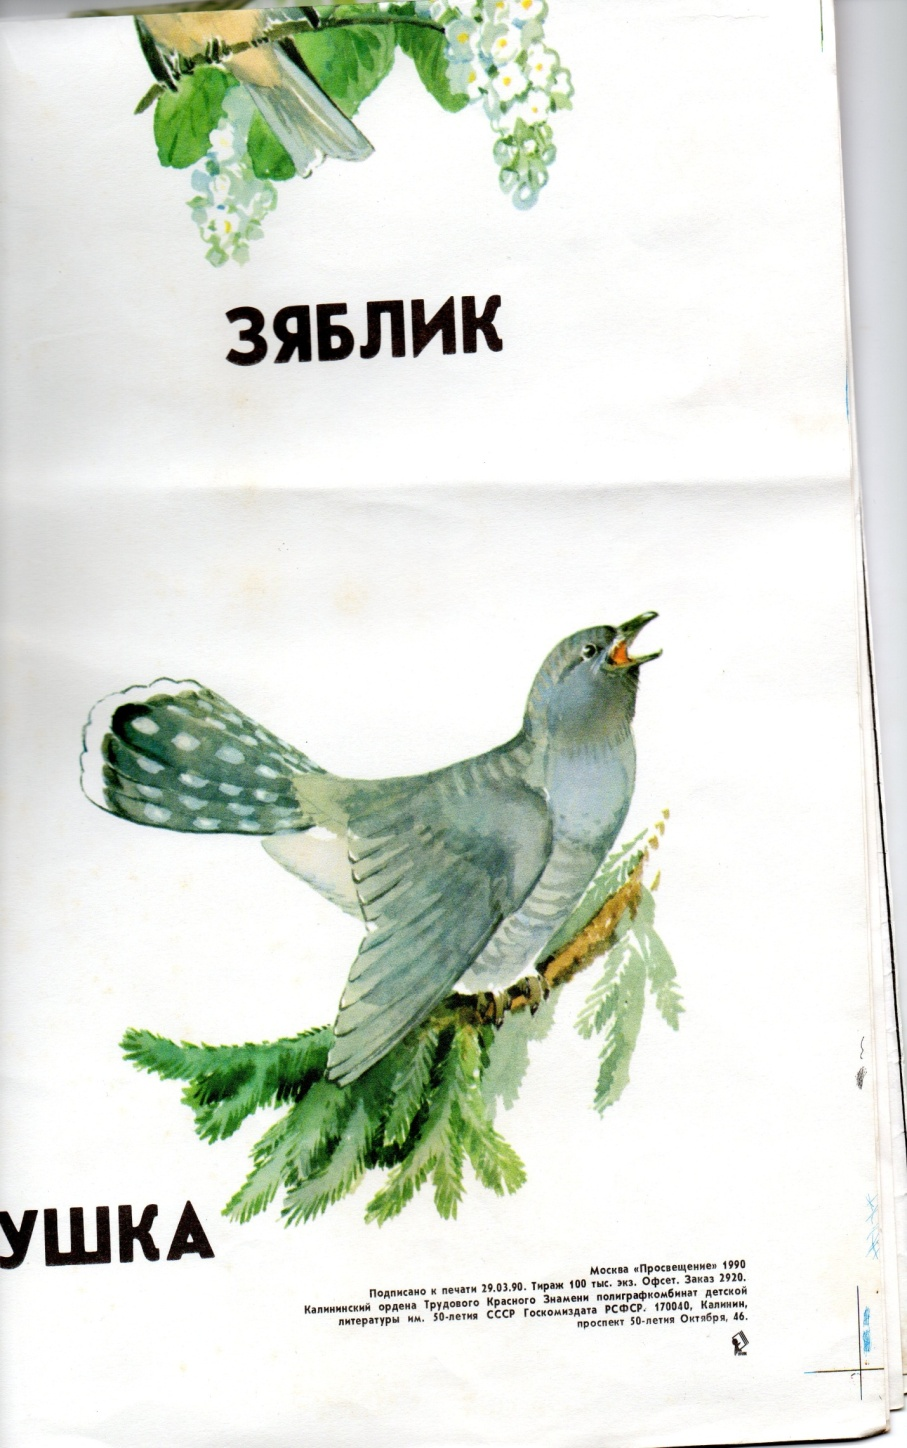 ЗЯБЛИК
УШКА
Москва «Просвещение» 1990
Подписано к печати 29.03.90. Тираж 100 тыс. экз. Офсет. Заказ 2920.
Калининский ордена Трудового Красного Знамени полиграфкомбинат детской
литературы им. 50-летия СССР Госкомиздата РСФСР. 170040, Калинин,
проспект 50-летия Октября, 46.